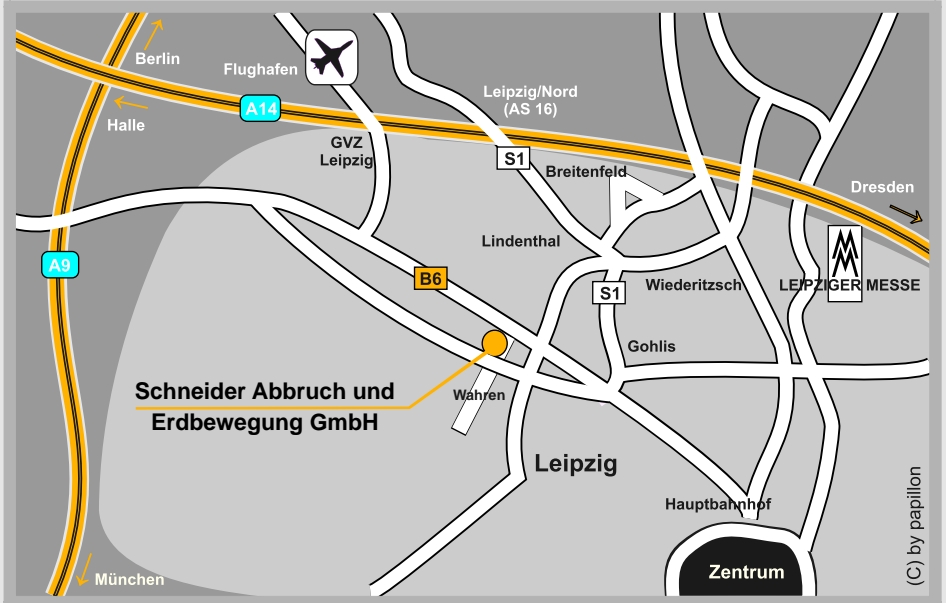 Berlin
Flughafen
Leipzig/Nord
(AS 16)
A14
Halle
GVZ
Leipzig
S1
Breitenfeld
Dresden
Lindenthal
A9
B6
S1
Wiederitzsch
LEIPZIGER MESSE
Gohlis
Schneider Abbruch und
Erdbewegung GmbH
Wahren
Leipzig
Hauptbahnhof
Zentrum
München
(C) by papillon